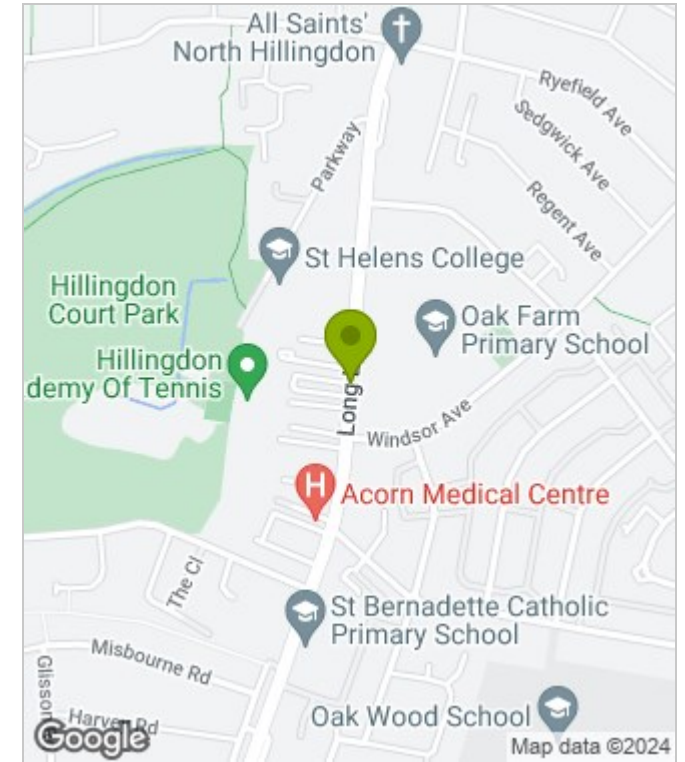 All Saints'
North Hillingdon
Ryefield Ave
Sedgwick Ave
Parkway
Regent Ave
St Helens College
Hillingdon
Court Park
Oak Farm
Primary School
Hillingdon
demy Of Tennis
Long
Windsor Ave
H
Acorn Medical Centre
The Cl
St Bernadette Catholic
Primary School
Misbourne Rd
Glisson
Oak Wood School
Rd
Google
Map data ©2024